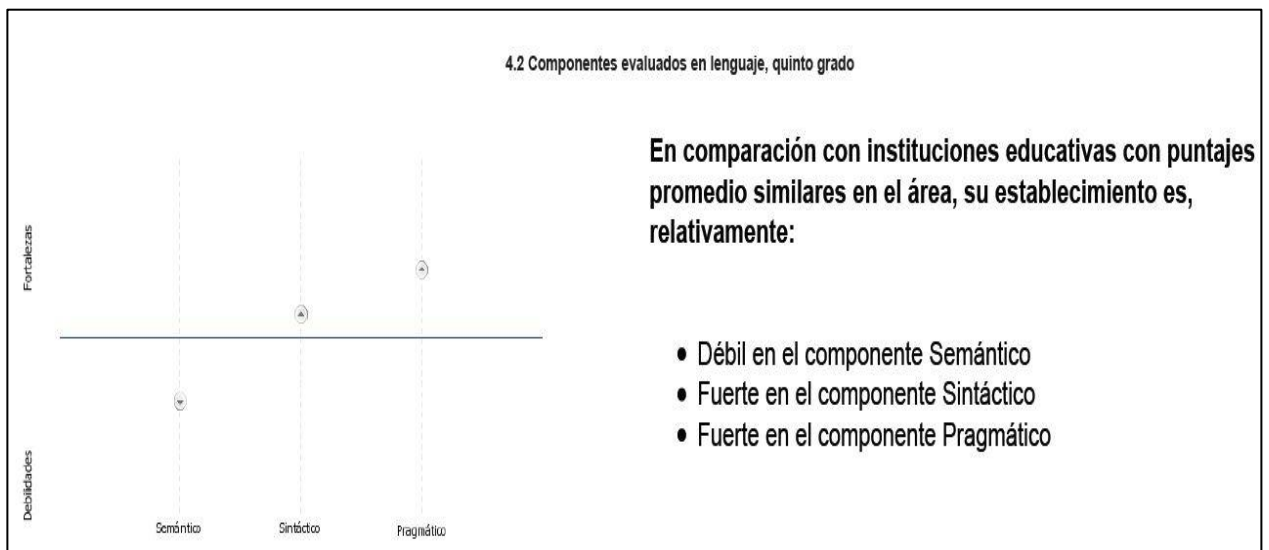 4.2 Componentes evaluados en lenguaje, quinto grado
En comparación con instituciones educativas con puntajes
promedio similares en el área, su establecimiento es,
relativamente:
• Débil en el componente Semántico
• Fuerte en el componente Sintáctico
• Fuerte en el componente Pragmático
Fortalezas
Debilidades
Semántico
Sintáctico
Pragmático